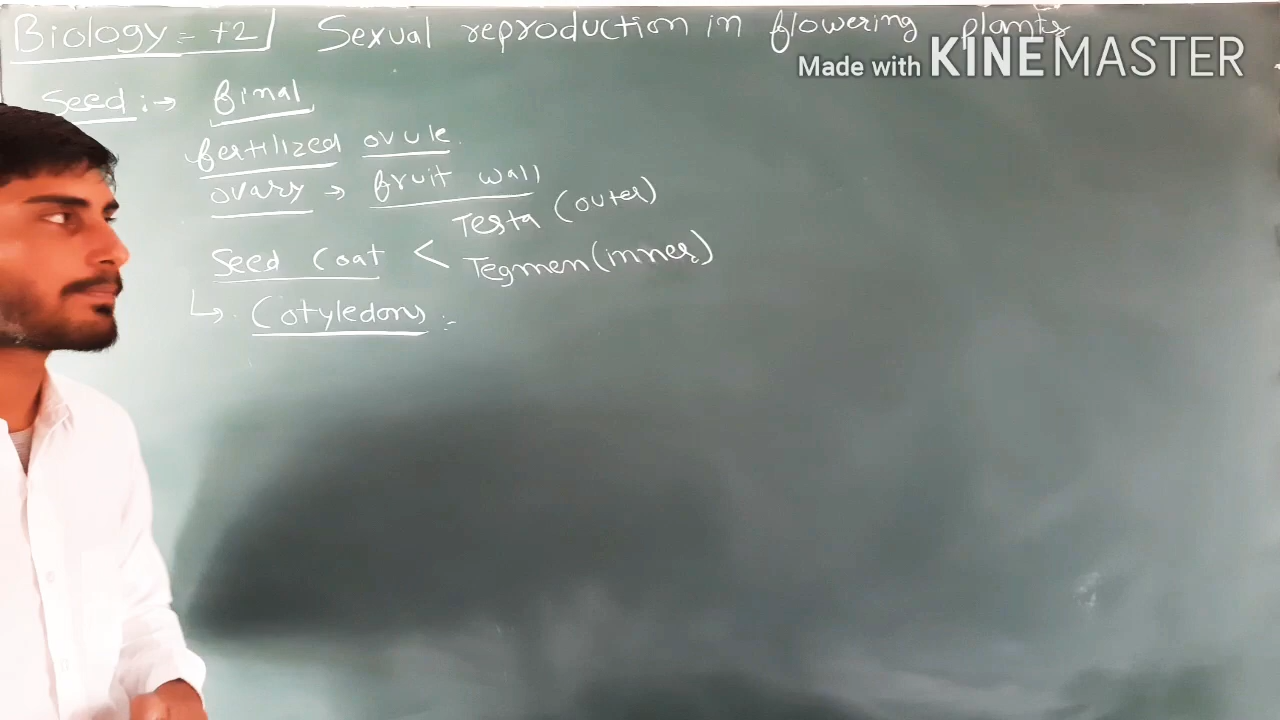 Biology = +2 Sexual reproduction in flowering plants
Made with KINEMASTER
Seed :→ final
fertilized ovule.
ovary → fruit wall
Testa (outer)
Seed Coat < Tegmen (inner)
↳ Cotyledons :-